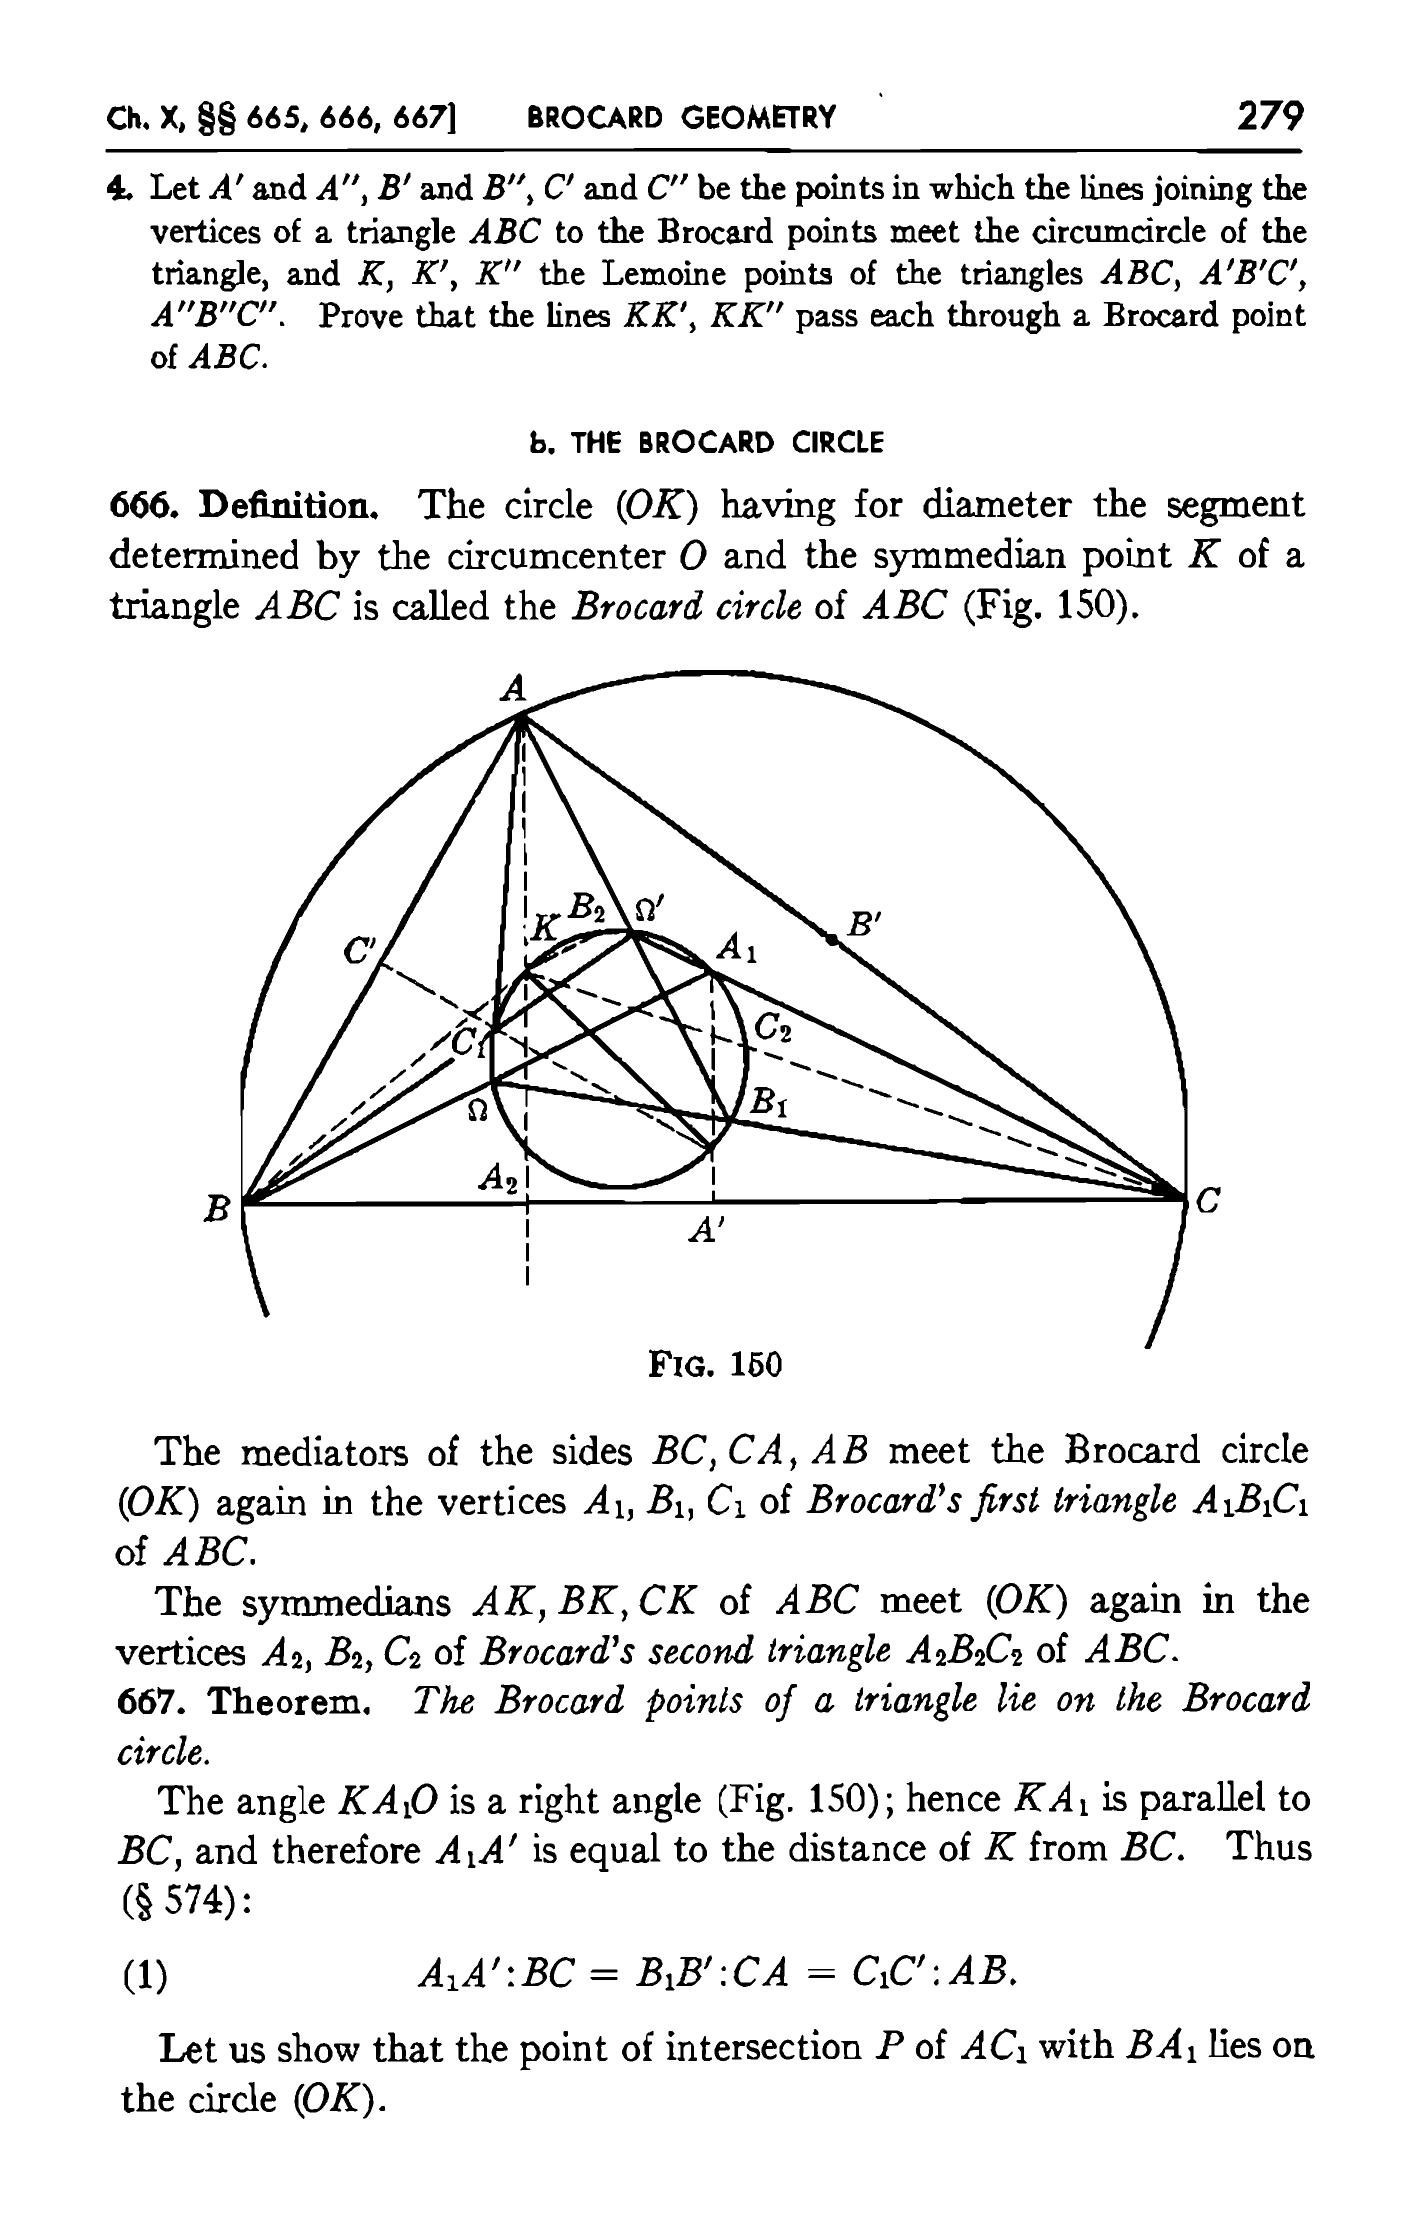 Ch. X, §§ 665, 666, 667] BROCARD GEOMETRY 279
4. Let A′ and A″, B′ and B″, C′ and C″ be the points in which the lines joining the
vertices of a triangle ABC to the Brocard points meet the circumcircle of the
triangle, and K, K′, K″ the Lemoine points of the triangles ABC, A′B′C′,
A″B″C″. Prove that the lines KK′, KK″ pass each through a Brocard point
of ABC.
b. THE BROCARD CIRCLE
666. Definition. The circle (OK) having for diameter the segment
determined by the circumcenter O and the symmedian point K of a
triangle ABC is called the Brocard circle of ABC (Fig. 150).
A
K B₂ Ω′
C′ A₁ B′
C₁ C₂
Ω B₁
A₂
B A′ C
FIG. 150
The mediators of the sides BC, CA, AB meet the Brocard circle
(OK) again in the vertices A₁, B₁, C₁ of Brocard's first triangle A₁B₁C₁
of ABC.
The symmedians AK, BK, CK of ABC meet (OK) again in the
vertices A₂, B₂, C₂ of Brocard's second triangle A₂B₂C₂ of ABC.
667. Theorem. The Brocard points of a triangle lie on the Brocard
circle.
The angle KA₁O is a right angle (Fig. 150); hence KA₁ is parallel to
BC, and therefore A₁A′ is equal to the distance of K from BC. Thus
(§ 574):
(1) A₁A′:BC = B₁B′:CA = C₁C′:AB.
Let us show that the point of intersection P of AC₁ with BA₁ lies on
the circle (OK).